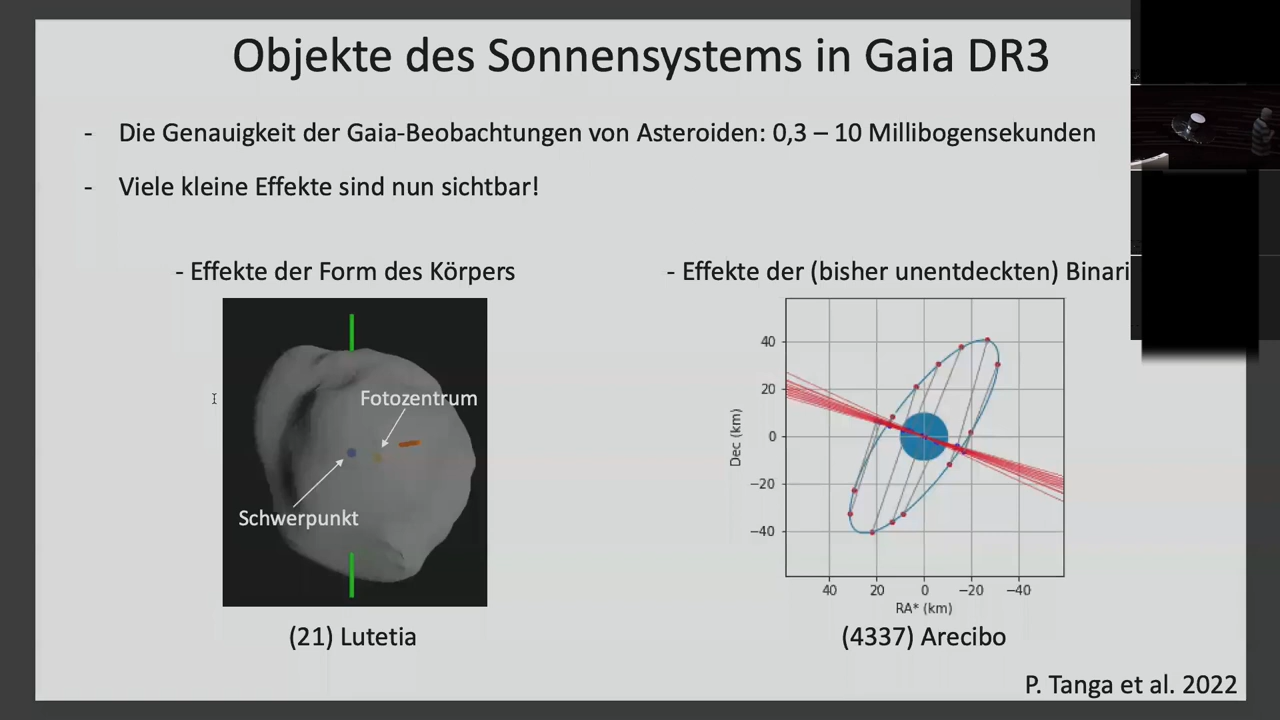 Objekte des Sonnensystems in Gaia DR3
- Die Genauigkeit der Gaia-Beobachtungen von Asteroiden: 0,3 – 10 Millibogensekunden
- Viele kleine Effekte sind nun sichtbar!
- Effekte der Form des Körpers
- Effekte der (bisher unentdeckten) Binari
Fotozentrum
Schwerpunkt
(21) Lutetia
Dec (km)
40
20
0
−20
−40
40 20 0 −20 −40
RA* (km)
(4337) Arecibo
P. Tanga et al. 2022